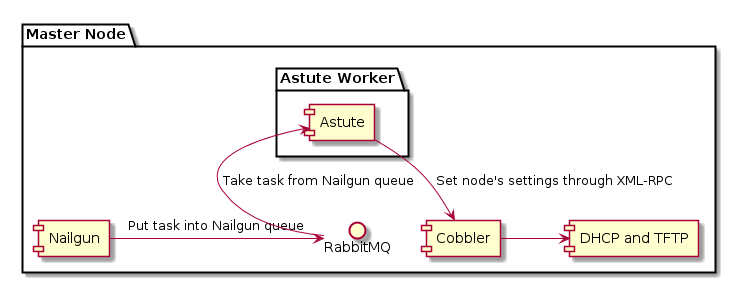 Master Node
Astute Worker
Astute
Take task from Nailgun queue
Set node's settings through XML-RPC
Put task into Nailgun queue
Nailgun
RabbitMQ
Cobbler
DHCP and TFTP